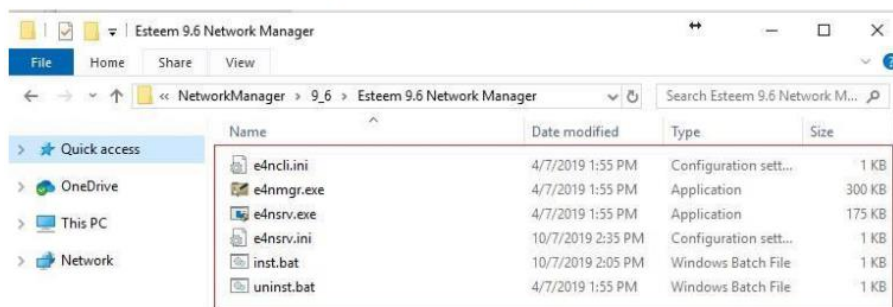 Esteem 9.6 Network Manager
File Home Share View
« NetworkManager > 9_6 > Esteem 9.6 Network Manager Search Esteem 9.6 Network M...
Name Date modified Type Size
Quick access
OneDrive
This PC
Network
e4ncli.ini 4/7/2019 1:55 PM Configuration sett... 1 KB
e4nmgr.exe 4/7/2019 1:55 PM Application 300 KB
e4nsrv.exe 4/7/2019 1:55 PM Application 175 KB
e4nsrv.ini 10/7/2019 2:35 PM Configuration sett... 1 KB
inst.bat 10/7/2019 2:05 PM Windows Batch File 1 KB
uninst.bat 4/7/2019 1:55 PM Windows Batch File 1 KB